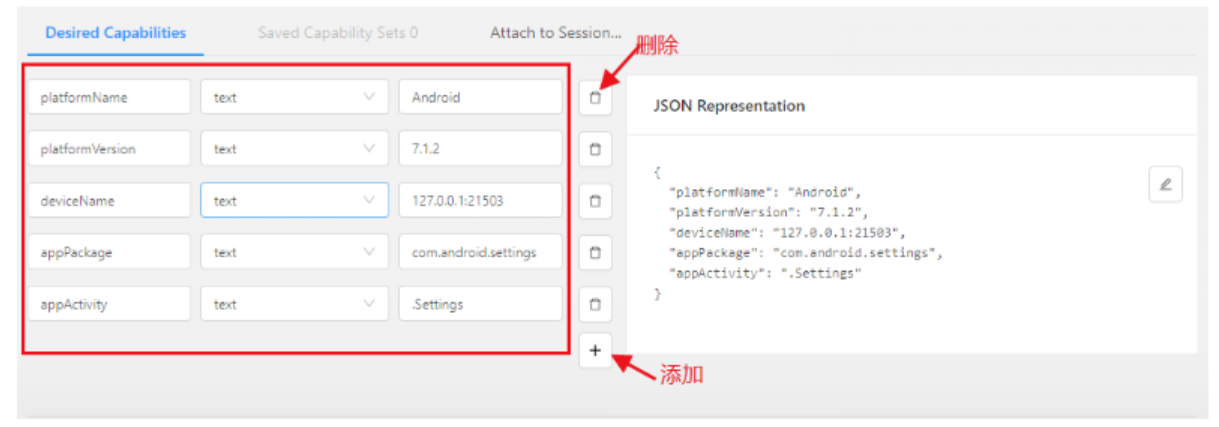 Desired Capabilities Saved Capability Sets 0 Attach to Session...
删除
platformName text Android
JSON Representation
platformVersion text 7.1.2
deviceName text 127.0.0.1:21503
appPackage text com.android.settings
appActivity text .Settings
{
"platformName": "Android",
"platformVersion": "7.1.2",
"deviceName": "127.0.0.1:21503",
"appPackage": "com.android.settings",
"appActivity": ".Settings"
}
+
添加